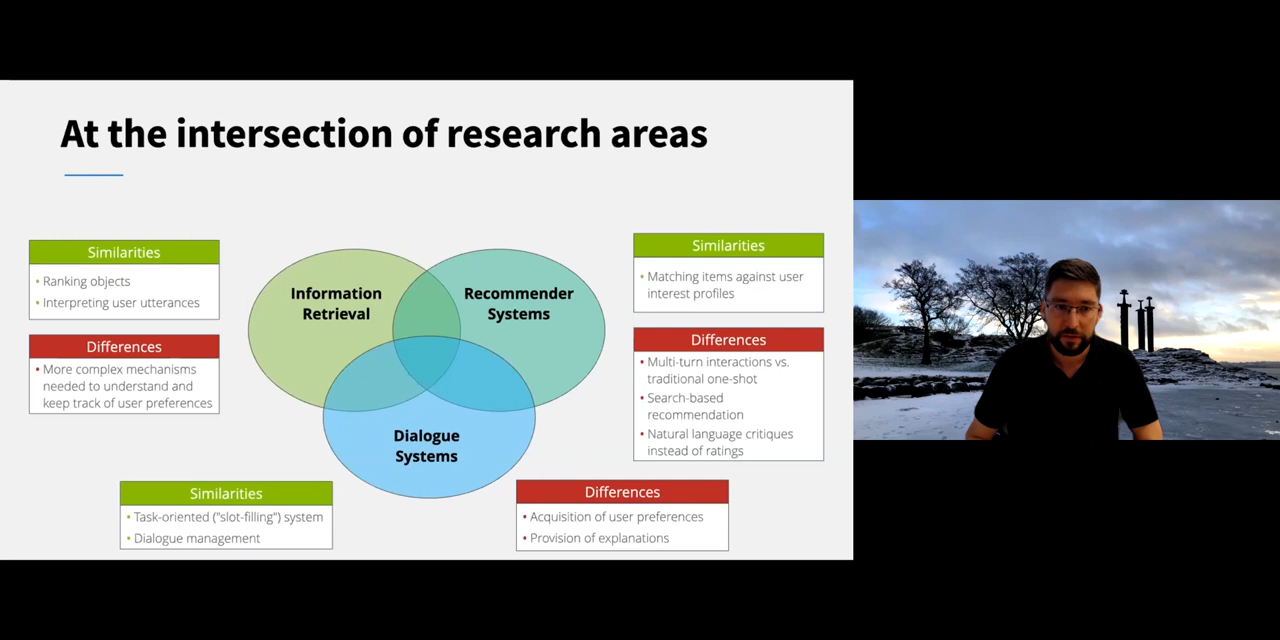 At the intersection of research areas
Similarities
• Ranking objects
• Interpreting user utterances
Differences
• More complex mechanisms
needed to understand and
keep track of user preferences
Information
Retrieval
Recommender
Systems
Dialogue
Systems
Similarities
• Matching items against user
interest profiles
Differences
• Multi-turn interactions vs.
traditional one-shot
• Search-based
recommendation
• Natural language critiques
instead of ratings
Similarities
• Task-oriented ("slot-filling") system
• Dialogue management
Differences
• Acquisition of user preferences
• Provision of explanations